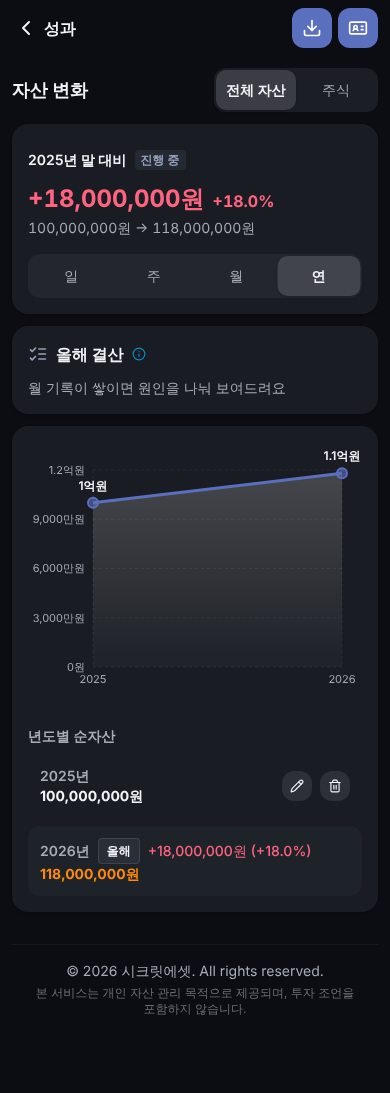 성과
자산 변화
전체 자산 주식
2025년 말 대비 진행 중
+18,000,000원 +18.0%
100,000,000원 → 118,000,000원
일 주 월 연
올해 결산
월 기록이 쌓이면 원인을 나눠 보여드려요
1.1억원
1.2억원
1억원
9,000만원
6,000만원
3,000만원
0원
2025 2026
년도별 순자산
2025년
100,000,000원
2026년 올해 +18,000,000원 (+18.0%)
118,000,000원
© 2026 시크릿에셋. All rights reserved.
본 서비스는 개인 자산 관리 목적으로 제공되며, 투자 조언을
포함하지 않습니다.